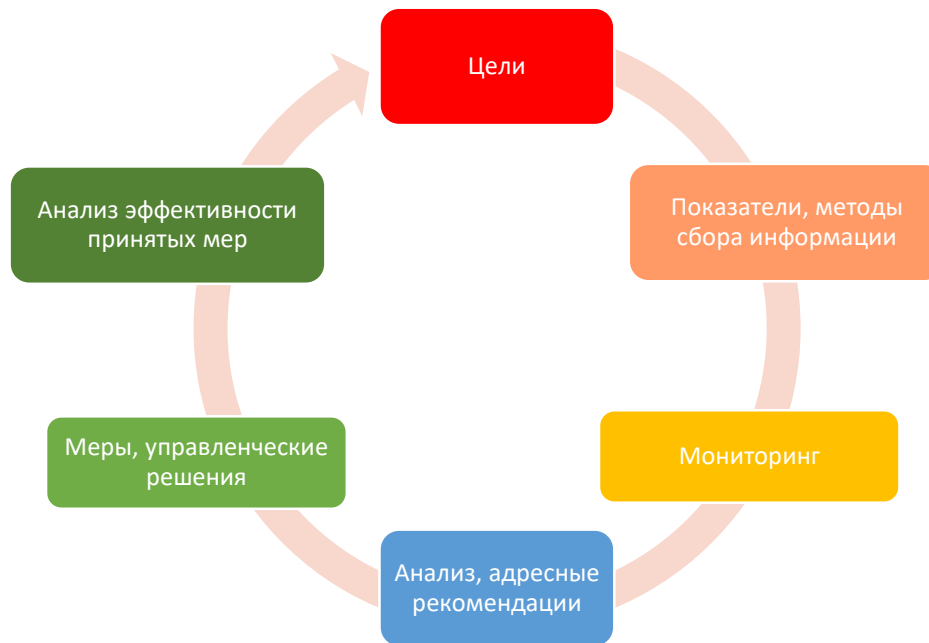 Цели
Показатели, методы
сбора информации
Мониторинг
Анализ, адресные
рекомендации
Меры, управленческие
решения
Анализ эффективности
принятых мер